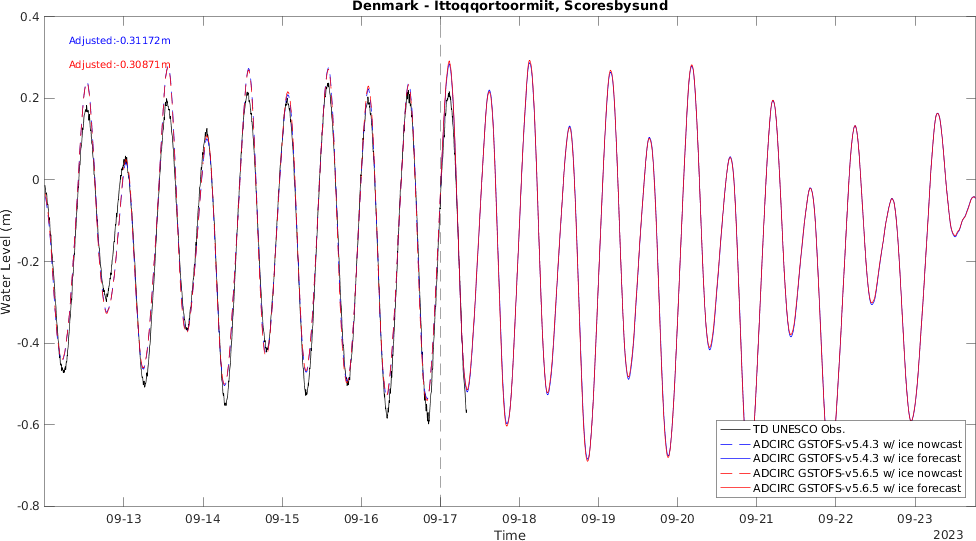 Denmark - Ittoqqortoormiit, Scoresbysund
Adjusted:-0.31172m
Adjusted:-0.30871m
0.4
0.2
0
-0.2
-0.4
-0.6
-0.8
Water Level (m)
TD UNESCO Obs.
ADCIRC GSTOFS-v5.4.3 w/ ice nowcast
ADCIRC GSTOFS-v5.4.3 w/ ice forecast
ADCIRC GSTOFS-v5.6.5 w/ ice nowcast
ADCIRC GSTOFS-v5.6.5 w/ ice forecast
09-13 09-14 09-15 09-16 09-17 09-18 09-19 09-20 09-21 09-22 09-23
Time
2023